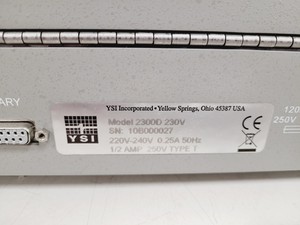 YSI Incorporated • Yellow Springs, Ohio 45387 USA
ARY
YSI
Model 2300D 230V
SN: 10B000027
220V-240V 0.25A 50Hz
1/2 AMP, 250V TYPE T
120
250V